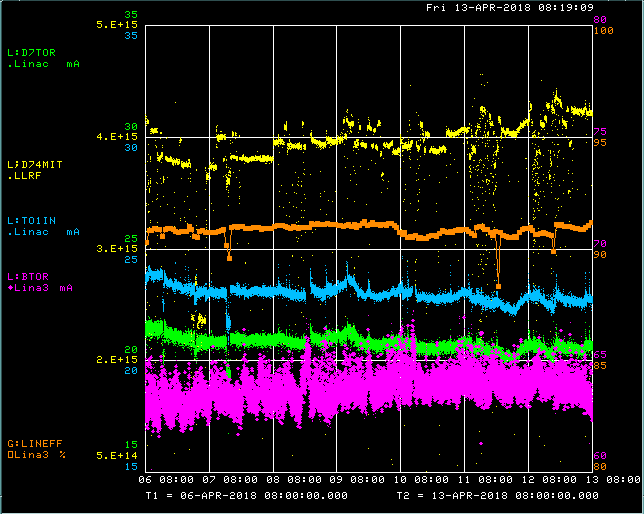 Fri 13-APR-2018 08:19:09
35
5.E+15
35
80
100
L:D7TOR
.Linac mA
30
4.E+15
30
75
95
L:D74MIT
.LLRF
L:TO1IN
.Linac mA
25
3.E+15
25
70
90
L:BTOR
♦Lina3 mA
20
2.E+15
20
65
85
G:LINEFF
□Lina3 %
15
5.E+14
15
60
80
06 08:00 07 08:00 08 08:00 09 08:00 10 08:00 11 08:00 12 08:00 13 08:00
T1 = 06-APR-2018 08:00:00.000 T2 = 13-APR-2018 08:00:00.000